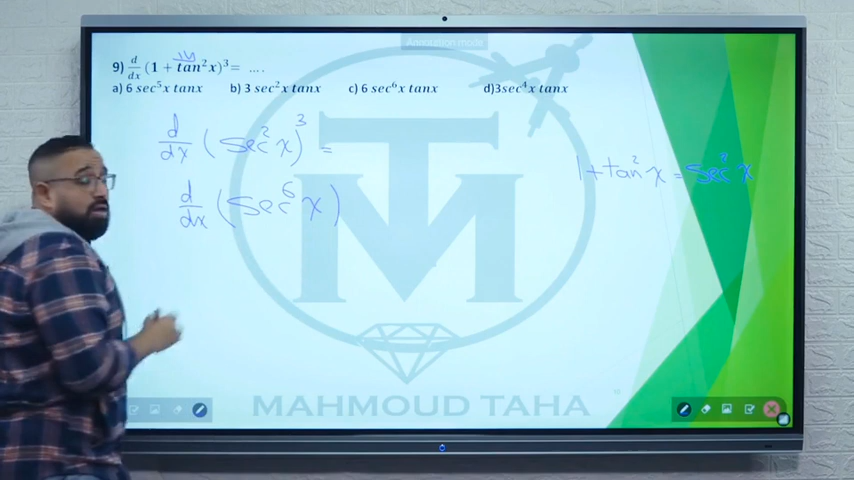 Annotation mode
9) d/dx (1 + tan²x)³ = ....
a) 6 sec⁵x tanx b) 3 sec²x tanx c) 6 sec⁶x tanx d)3sec⁴x tanx
d/dx (sec²x)³ =
1+tan²x = sec²x
d/dx (sec⁶x)
TM
MAHMOUD TAHA